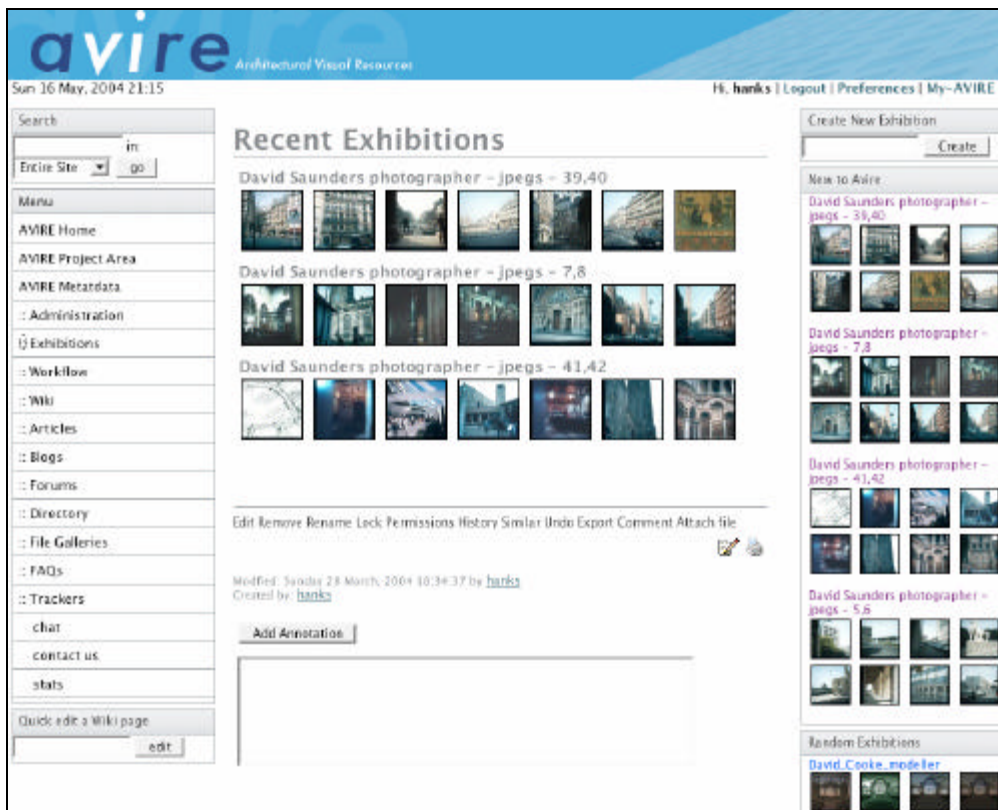 avire Architectural Visual Resources
Sun 16 May, 2004 21:15
Hi, hanks | Logout | Preferences | My-AVIRE
Search
in:
Entire Site
go
Menu
AVIRE Home
AVIRE Project Area
AVIRE Metatdata
:: Administration
Exhibitions
:: Workflow
:: Wiki
:: Articles
:: Blogs
:: Forums
:: Directory
:: File Galleries
:: FAQs
:: Trackers
chat
contact us
stats
Quick edit a Wiki page
edit
Recent Exhibitions
David Saunders photographer - jpegs - 39,40
David Saunders photographer - jpegs - 7,8
David Saunders photographer - jpegs - 41,42
Edit Remove Rename Lock Permissions History Similar Undo Export Comment Attach file
Modified: Sunday 28 March, 2004 18:34:37 by hanks
Created by: hanks
Add Annotation
Create New Exhibition
Create
New to Avire
David Saunders photographer -
jpegs - 39,40
David Saunders photographer -
jpegs - 7,8
David Saunders photographer -
jpegs - 41,42
David Saunders photographer -
jpegs - 5,6
Random Exhibitions
David_Cooke_modeller